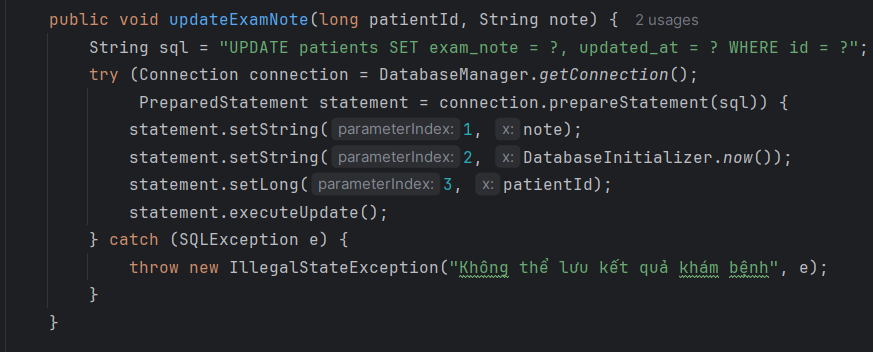 public void updateExamNote(long patientId, String note) { 2 usages
String sql = "UPDATE patients SET exam_note = ?, updated_at = ? WHERE id = ?";
try (Connection connection = DatabaseManager.getConnection();
PreparedStatement statement = connection.prepareStatement(sql)) {
statement.setString( parameterIndex: 1, x: note);
statement.setString( parameterIndex: 2, x: DatabaseInitializer.now());
statement.setLong( parameterIndex: 3, x: patientId);
statement.executeUpdate();
} catch (SQLException e) {
throw new IllegalStateException("Không thể lưu kết quả khám bệnh", e);
}
}